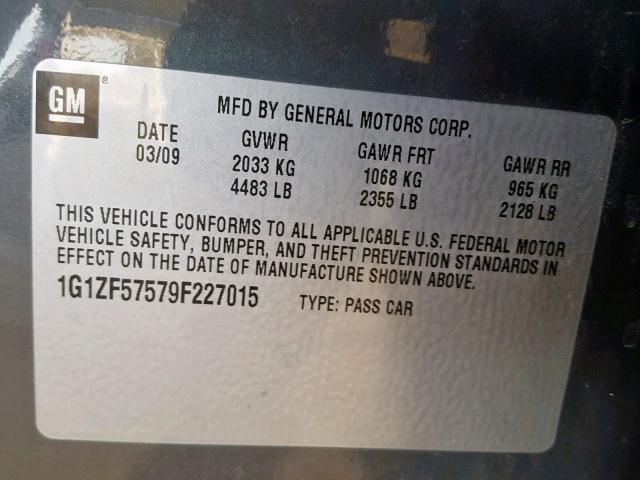 GM ®
MFD BY GENERAL MOTORS CORP.
DATE GVWR GAWR FRT GAWR RR
03/09 2033 KG 1068 KG 965 KG
4483 LB 2355 LB 2128 LB
THIS VEHICLE CONFORMS TO ALL APPLICABLE U.S. FEDERAL MOTOR
VEHICLE SAFETY, BUMPER, AND THEFT PREVENTION STANDARDS IN
EFFECT ON THE DATE OF MANUFACTURE SHOWN ABOVE.
1G1ZF57579F227015 TYPE: PASS CAR